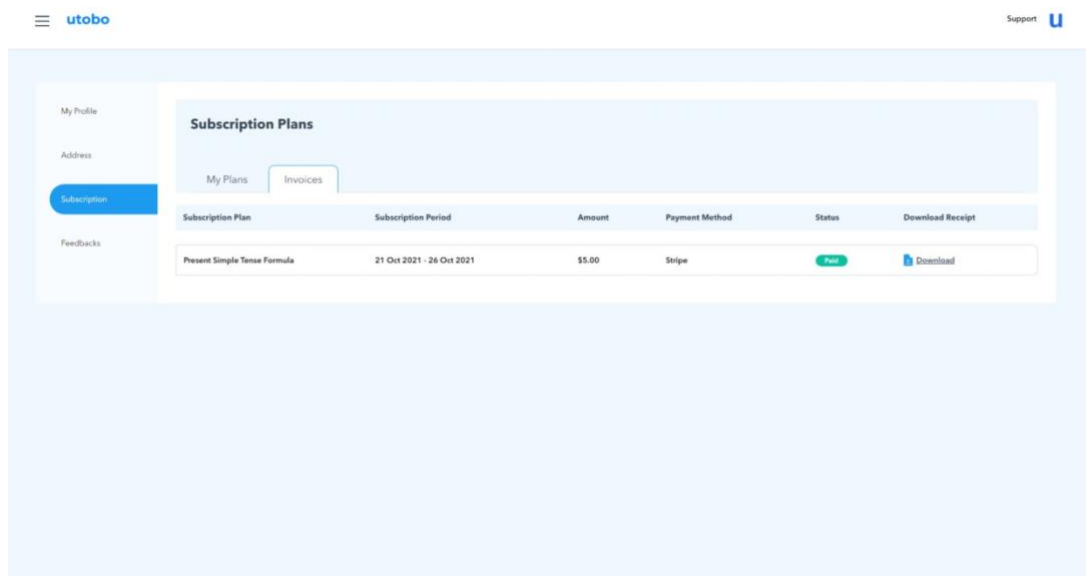 utobo
Support
My Profile
Address
Subscription
Feedbacks
Subscription Plans
My Plans
Invoices
Subscription Plan Subscription Period Amount Payment Method Status Download Receipt
Present Simple Tense Formula 21 Oct 2021 - 26 Oct 2021 $5.00 Stripe Paid Download